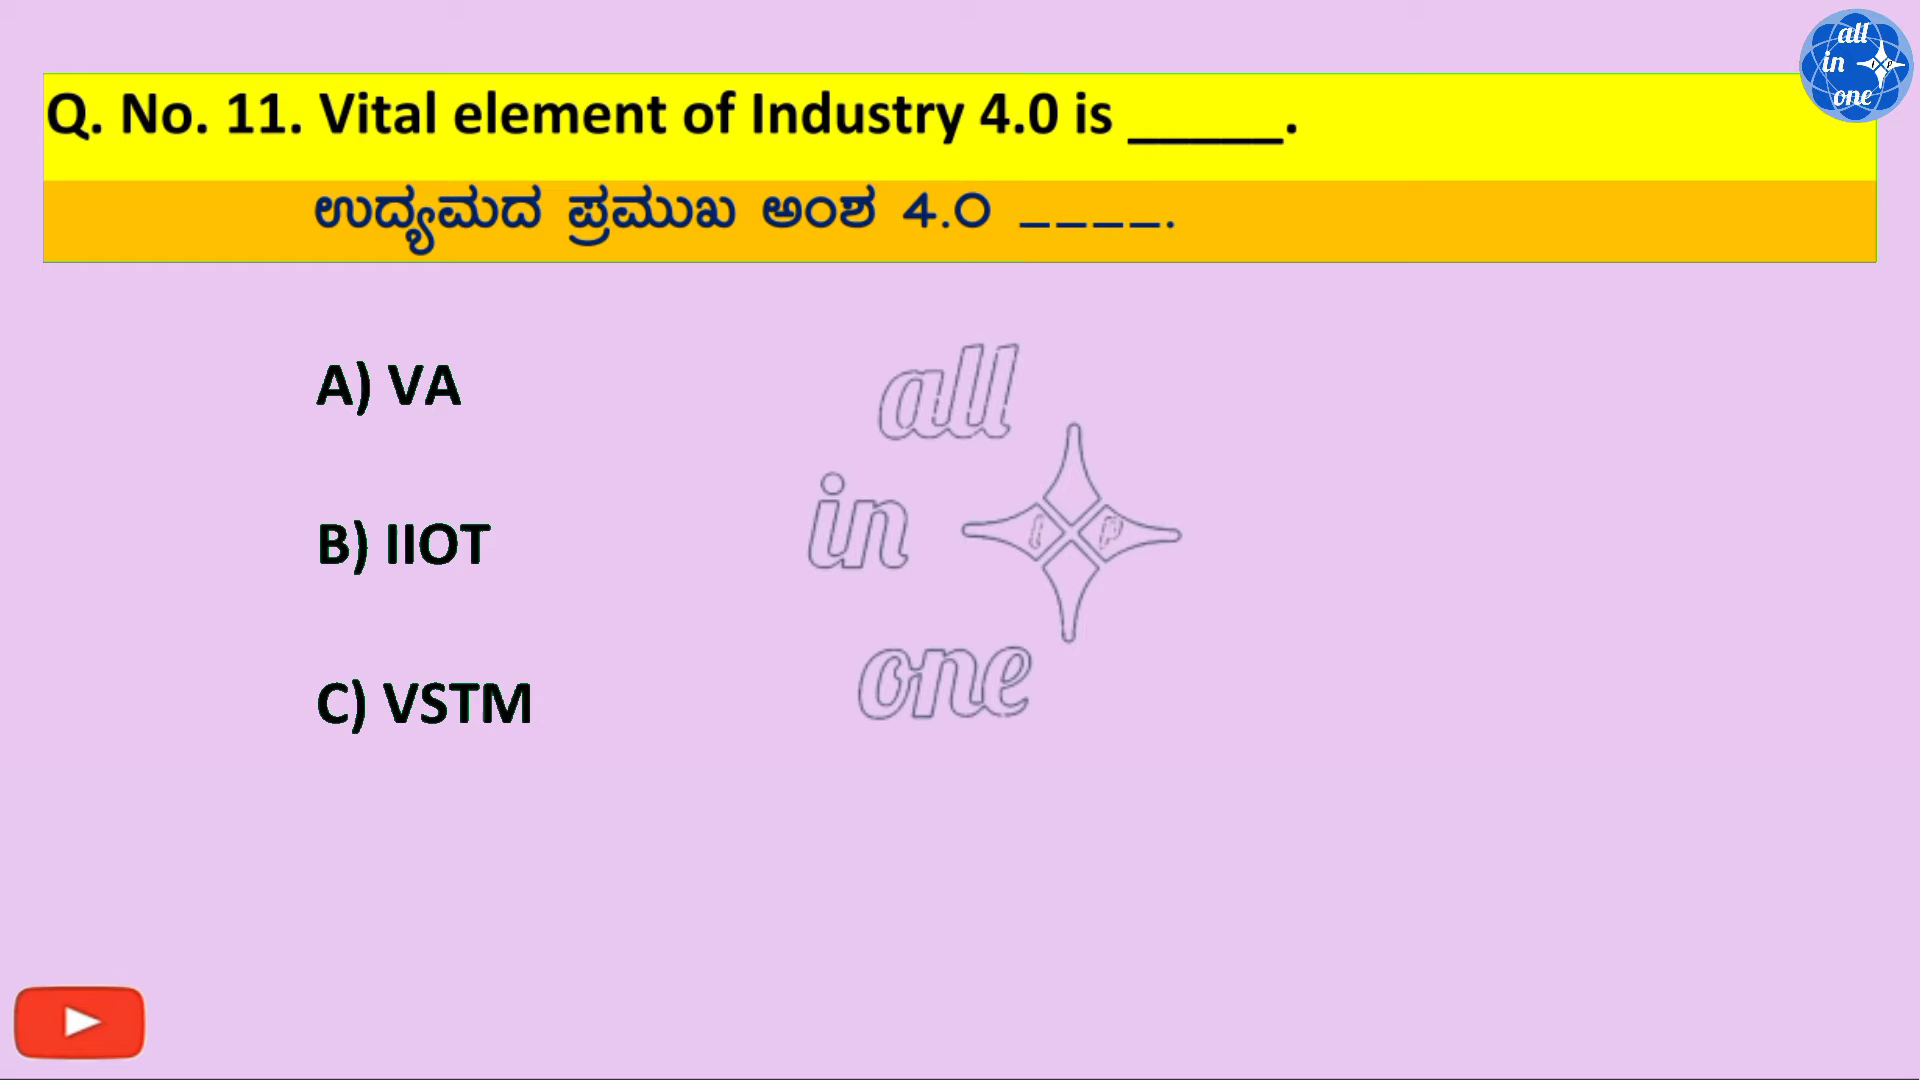 all
in
one
Q. No. 11. Vital element of Industry 4.0 is _____.
ಉದ್ಯಮದ ಪ್ರಮುಖ ಅಂಶ 4.೦ ____.
A) VA
B) IIOT
C) VSTM
all
in
I P
one